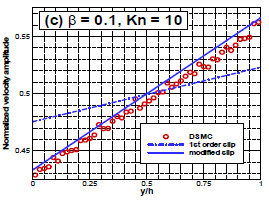 (c) β = 0.1, Kn = 10
Normalized velocity amplitude
0.55
0.5
0.45
DSMC
1st order slip
modified slip
0
0.25
0.5
0.75
1
y/h